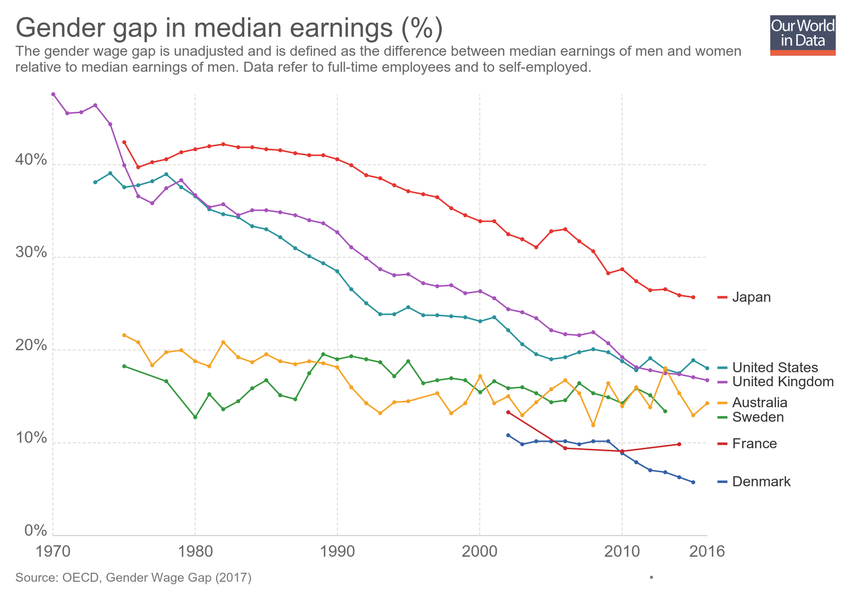 Gender gap in median earnings (%)
Our World
in Data
The gender wage gap is unadjusted and is defined as the difference between median earnings of men and women
relative to median earnings of men. Data refer to full-time employees and to self-employed.
40%
30%
20%
10%
0%
Japan
United States
United Kingdom
Australia
Sweden
France
Denmark
1970 1980 1990 2000 2010 2016
Source: OECD, Gender Wage Gap (2017)